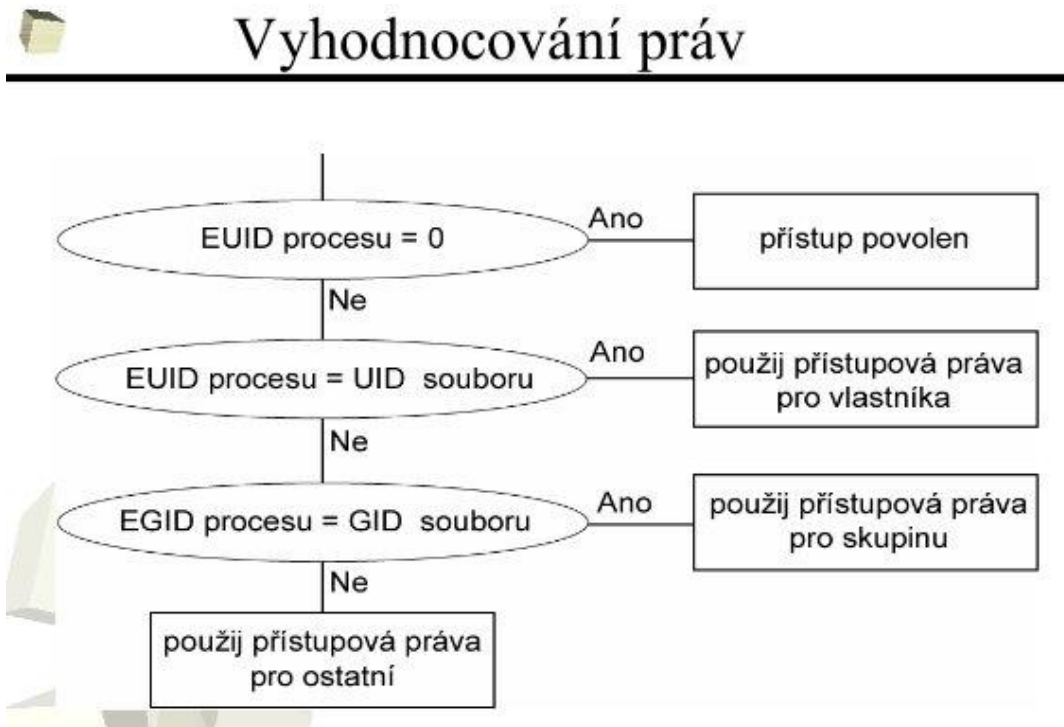 Vyhodnocování práv
EUID procesu = 0
Ano
přístup povolen
Ne
EUID procesu = UID souboru
Ano
použij přístupová práva
pro vlastníka
Ne
EGID procesu = GID souboru
Ano
použij přístupová práva
pro skupinu
Ne
použij přístupová práva
pro ostatní